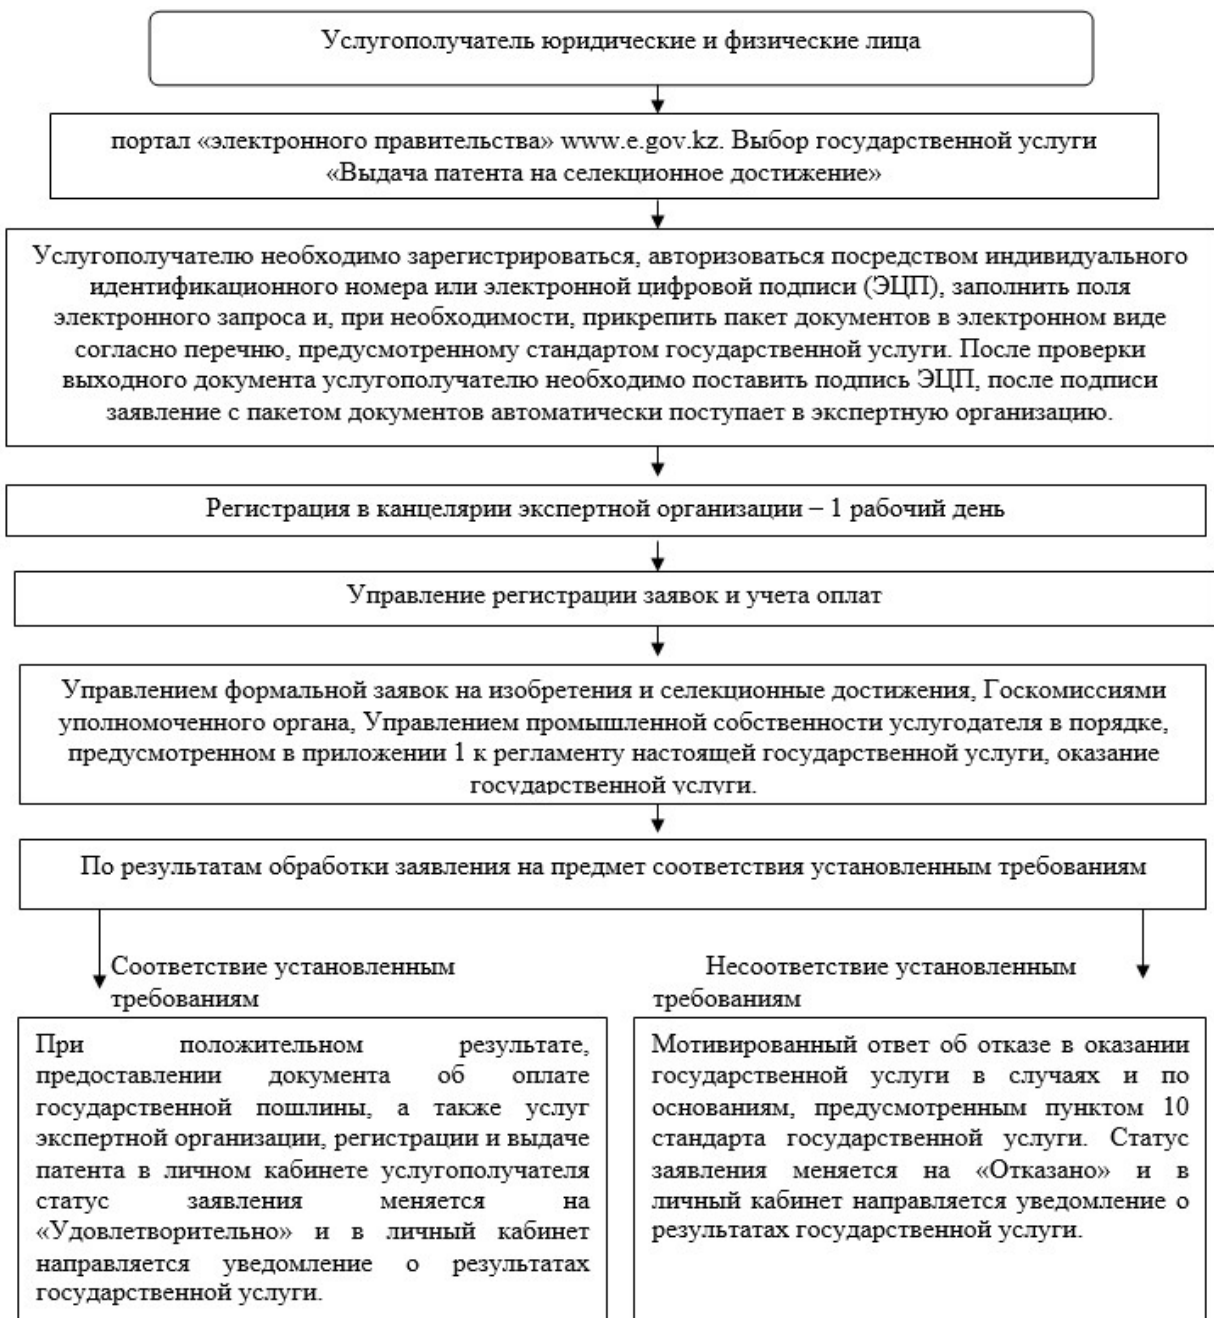 Услугополучатель юридические и физические лица
портал «электронного правительства» www.e.gov.kz. Выбор государственной услуги
«Выдача патента на селекционное достижение»
Услугополучателю необходимо зарегистрироваться, авторизоваться посредством индивидуального
идентификационного номера или электронной цифровой подписи (ЭЦП), заполнить поля
электронного запроса и, при необходимости, прикрепить пакет документов в электронном виде
согласно перечню, предусмотренному стандартом государственной услуги. После проверки
выходного документа услугополучателю необходимо поставить подпись ЭЦП, после подписи
заявление с пакетом документов автоматически поступает в экспертную организацию.
Регистрация в канцелярии экспертной организации – 1 рабочий день
Управление регистрации заявок и учета оплат
Управлением формальной заявок на изобретения и селекционные достижения, Госкомиссиями
уполномоченного органа, Управлением промышленной собственности услугодателя в порядке,
предусмотренном в приложении 1 к регламенту настоящей государственной услуги, оказание
государственной услуги.
По результатам обработки заявления на предмет соответствия установленным требованиям
Соответствие установленным
требованиям
Несоответствие установленным
требованиям
При положительном результате,
предоставлении документа об оплате
государственной пошлины, а также услуг
экспертной организации, регистрации и выдаче
патента в личном кабинете услугополучателя
статус заявления меняется на
«Удовлетворительно» и в личный кабинет
направляется уведомление о результатах
государственной услуги.
Мотивированный ответ об отказе в оказании
государственной услуги в случаях и по
основаниям, предусмотренным пунктом 10
стандарта государственной услуги. Статус
заявления меняется на «Отказано» и в
личный кабинет направляется уведомление о
результатах государственной услуги.